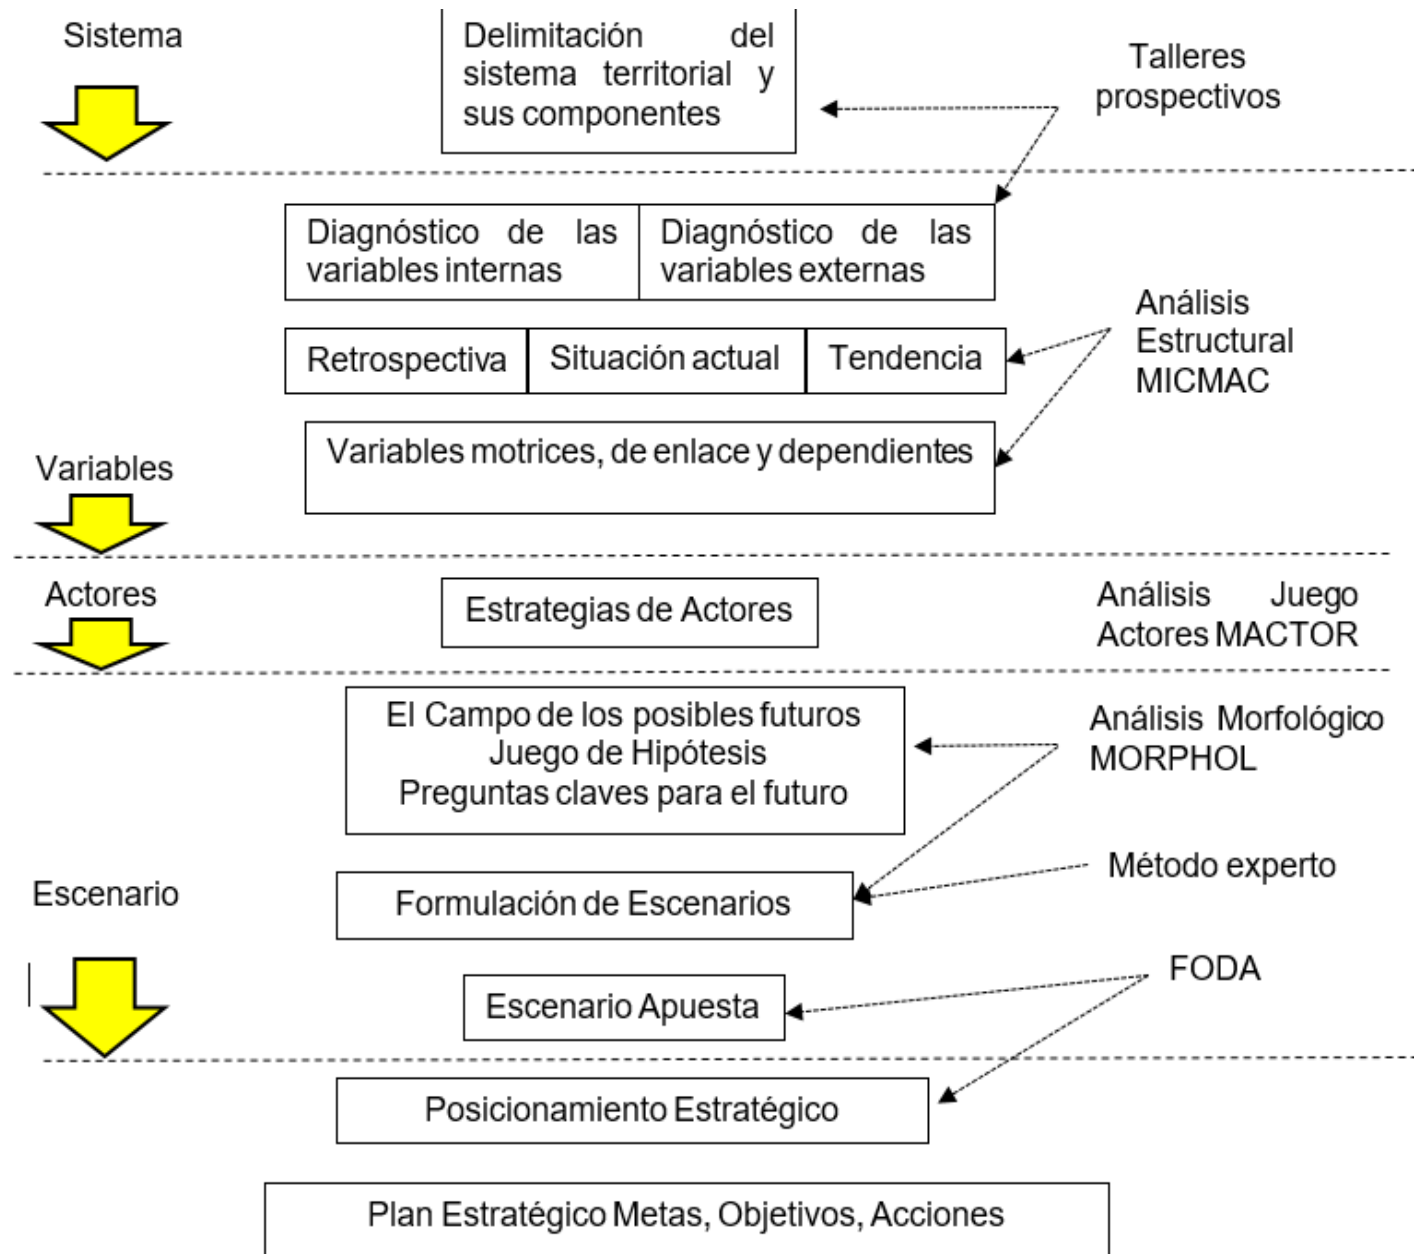 Sistema
Delimitación del
sistema territorial y
sus componentes
Talleres
prospectivos
Diagnóstico de las
variables internas
Diagnóstico de las
variables externas
Retrospectiva
Situación actual
Tendencia
Análisis
Estructural
MICMAC
Variables motrices, de enlace y dependientes
Variables
Actores
Estrategias de Actores
Análisis Juego
Actores MACTOR
El Campo de los posibles futuros
Juego de Hipótesis
Preguntas claves para el futuro
Análisis Morfológico
MORPHOL
Método experto
Escenario
Formulación de Escenarios
FODA
Escenario Apuesta
Posicionamiento Estratégico
Plan Estratégico Metas, Objetivos, Acciones